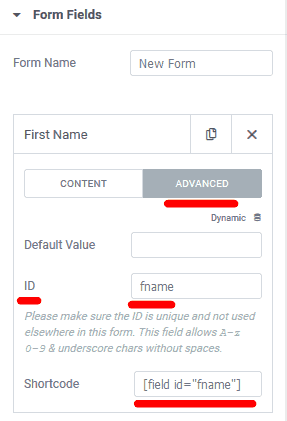 Form Fields
Form Name
New Form
First Name
CONTENT
ADVANCED
Dynamic
Default Value
ID
fname
Please make sure the ID is unique and not used
elsewhere in this form. This field allows A-z
0-9 & underscore chars without spaces.
Shortcode
[field id="fname"]